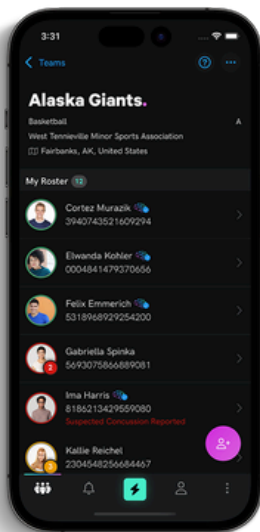 3:31
Teams
Alaska Giants.
Basketball A
West Tennieville Minor Sports Association
Fairbanks, AK, United States
My Roster 12
Cortez Murazik
3940743521609294
Elwanda Kohler
0004841479370656
Felix Emmerich
5318968929254200
Gabriella Spinka
5693075866889081
2
Ima Harris
8186213429559080
Suspected Concussion Reported
Kallie Reichel
2304548256684467
3